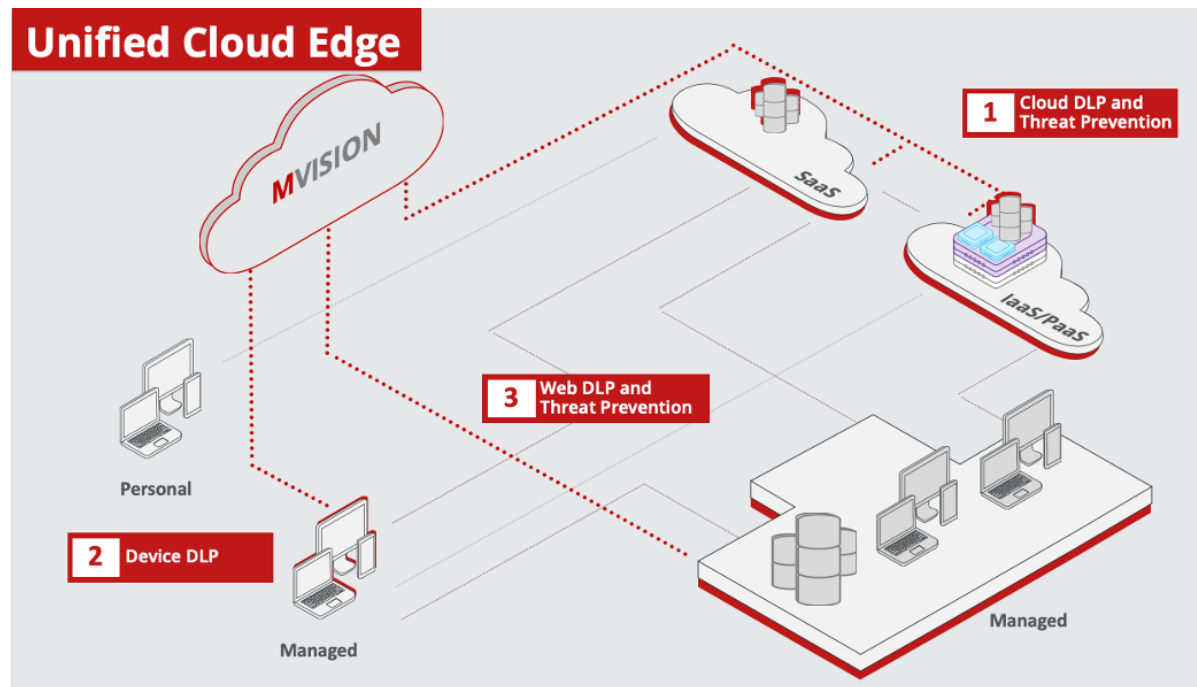 Unified Cloud Edge
MVISION
SaaS
1
Cloud DLP and
Threat Prevention
IaaS/PaaS
3
Web DLP and
Threat Prevention
Personal
2
Device DLP
Managed
Managed